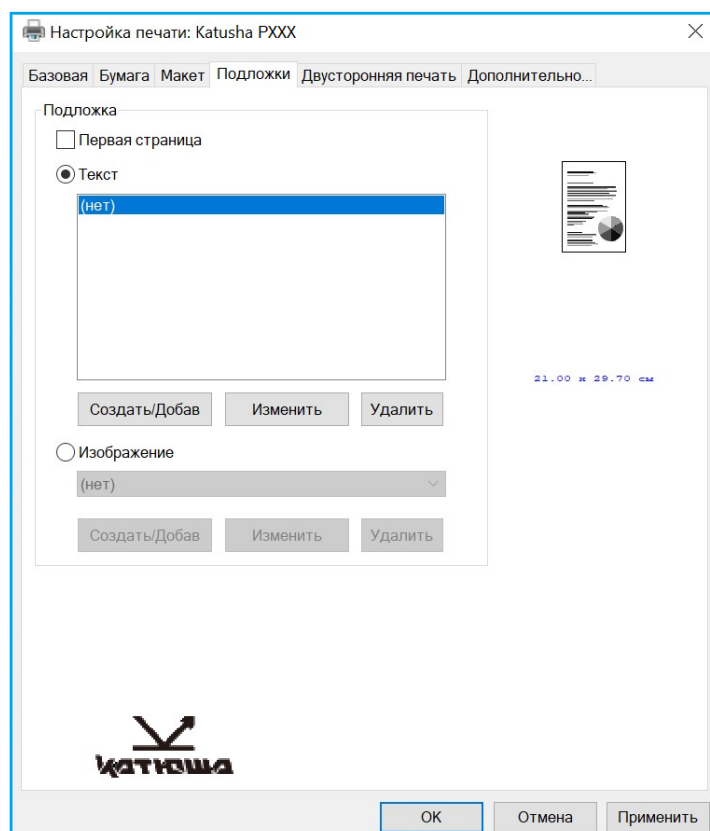 Настройка печати: Katusha PXXX
Базовая Бумага Макет Подложки Двусторонняя печать Дополнительно...
Подложка
Первая страница
Текст
(нет)
21.00 x 29.70 см
Создать/Добав Изменить Удалить
Изображение
(нет)
Создать/Добав Изменить Удалить
катюша
OK Отмена Применить